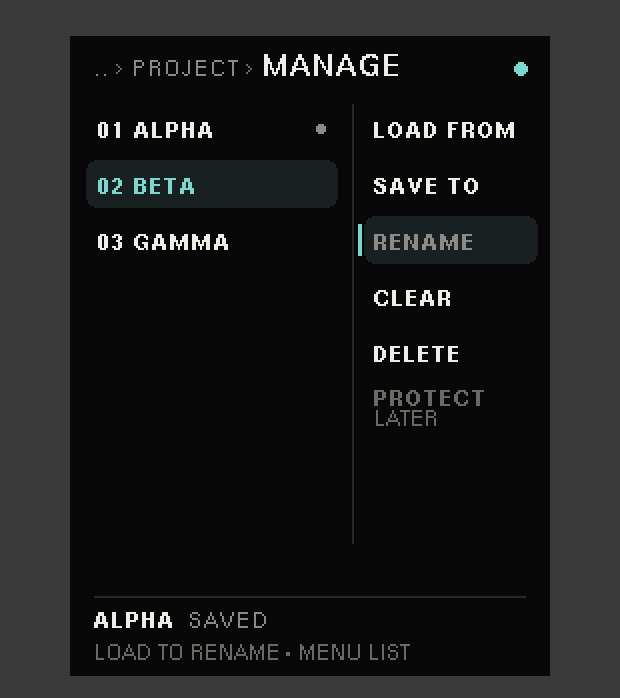 ..› PROJECT› MANAGE
01 ALPHA
02 BETA
03 GAMMA
LOAD FROM
SAVE TO
RENAME
CLEAR
DELETE
PROTECT
LATER
ALPHA SAVED
LOAD TO RENAME • MENU LIST